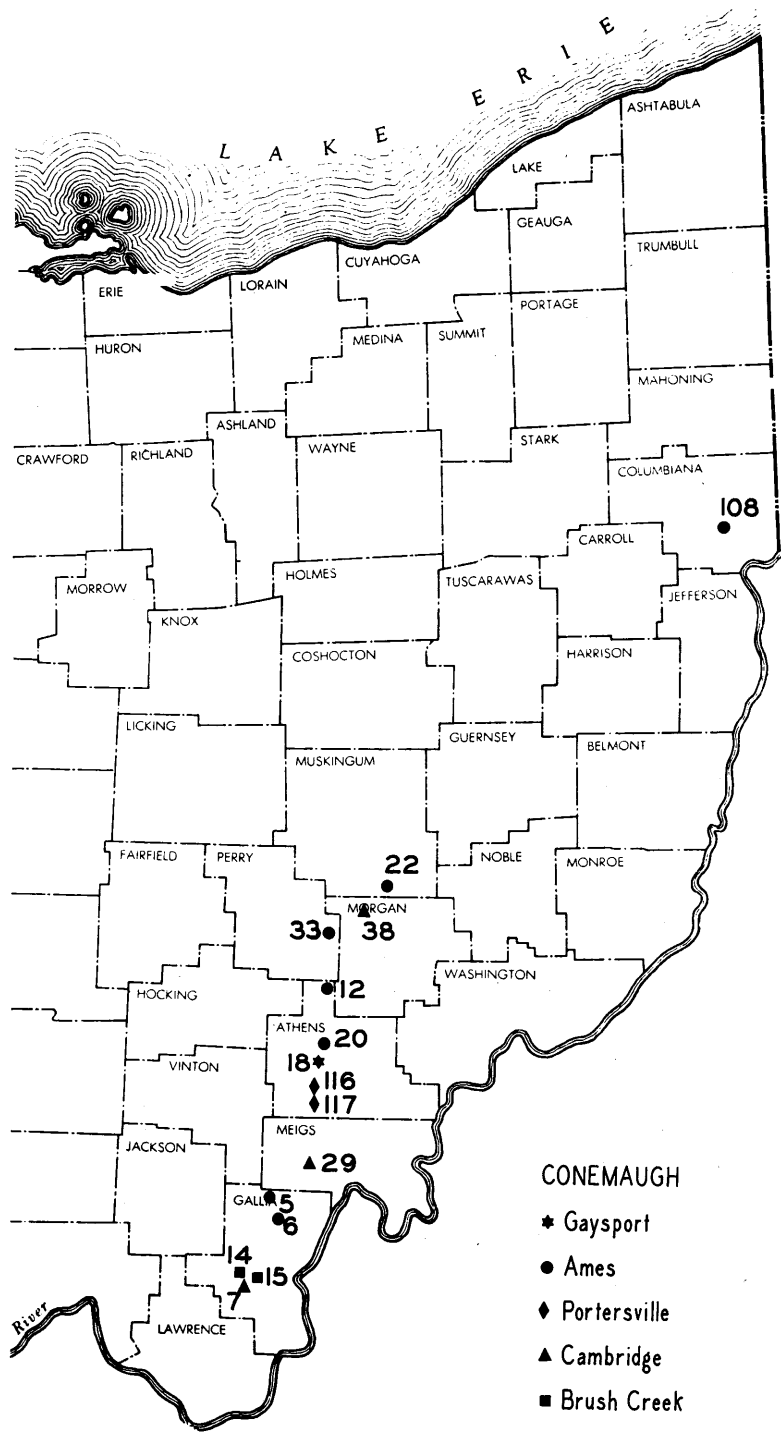 LAKE ERIE
ASHTABULA
LAKE
GEAUGA
TRUMBULL
CUYAHOGA
ERIE
LORAIN
PORTAGE
HURON
MEDINA
SUMMIT
MAHONING
ASHLAND
CRAWFORD
RICHLAND
WAYNE
STARK
COLUMBIANA
108
CARROLL
MORROW
HOLMES
TUSCARAWAS
JEFFERSON
KNOX
COSHOCTON
HARRISON
LICKING
GUERNSEY
BELMONT
MUSKINGUM
FAIRFIELD
PERRY
22
NOBLE
MONROE
MORGAN
33
38
WASHINGTON
HOCKING
12
ATHENS
20
18
VINTON
116
117
MEIGS
JACKSON
29
GALLIA
5
6
14
15
7
River
LAWRENCE
CONEMAUGH
Gaysport
Ames
Portersville
Cambridge
Brush Creek